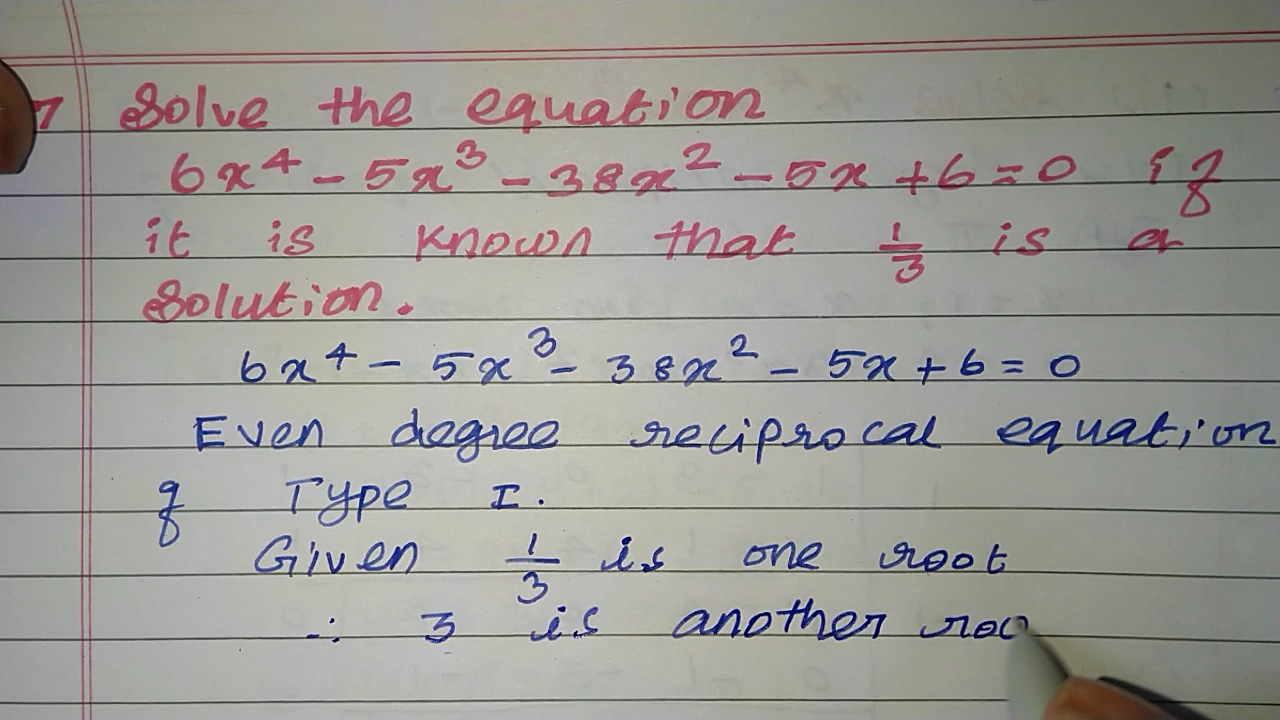 Solve the equation
6x⁴ - 5x³ - 38x² - 5x + 6 = 0 if
it is known that 1/3 is a
solution.
6x⁴ - 5x³ - 38x² - 5x + 6 = 0
Even degree reciprocal equation
of Type I.
Given 1/3 is one root
∴ 3 is another